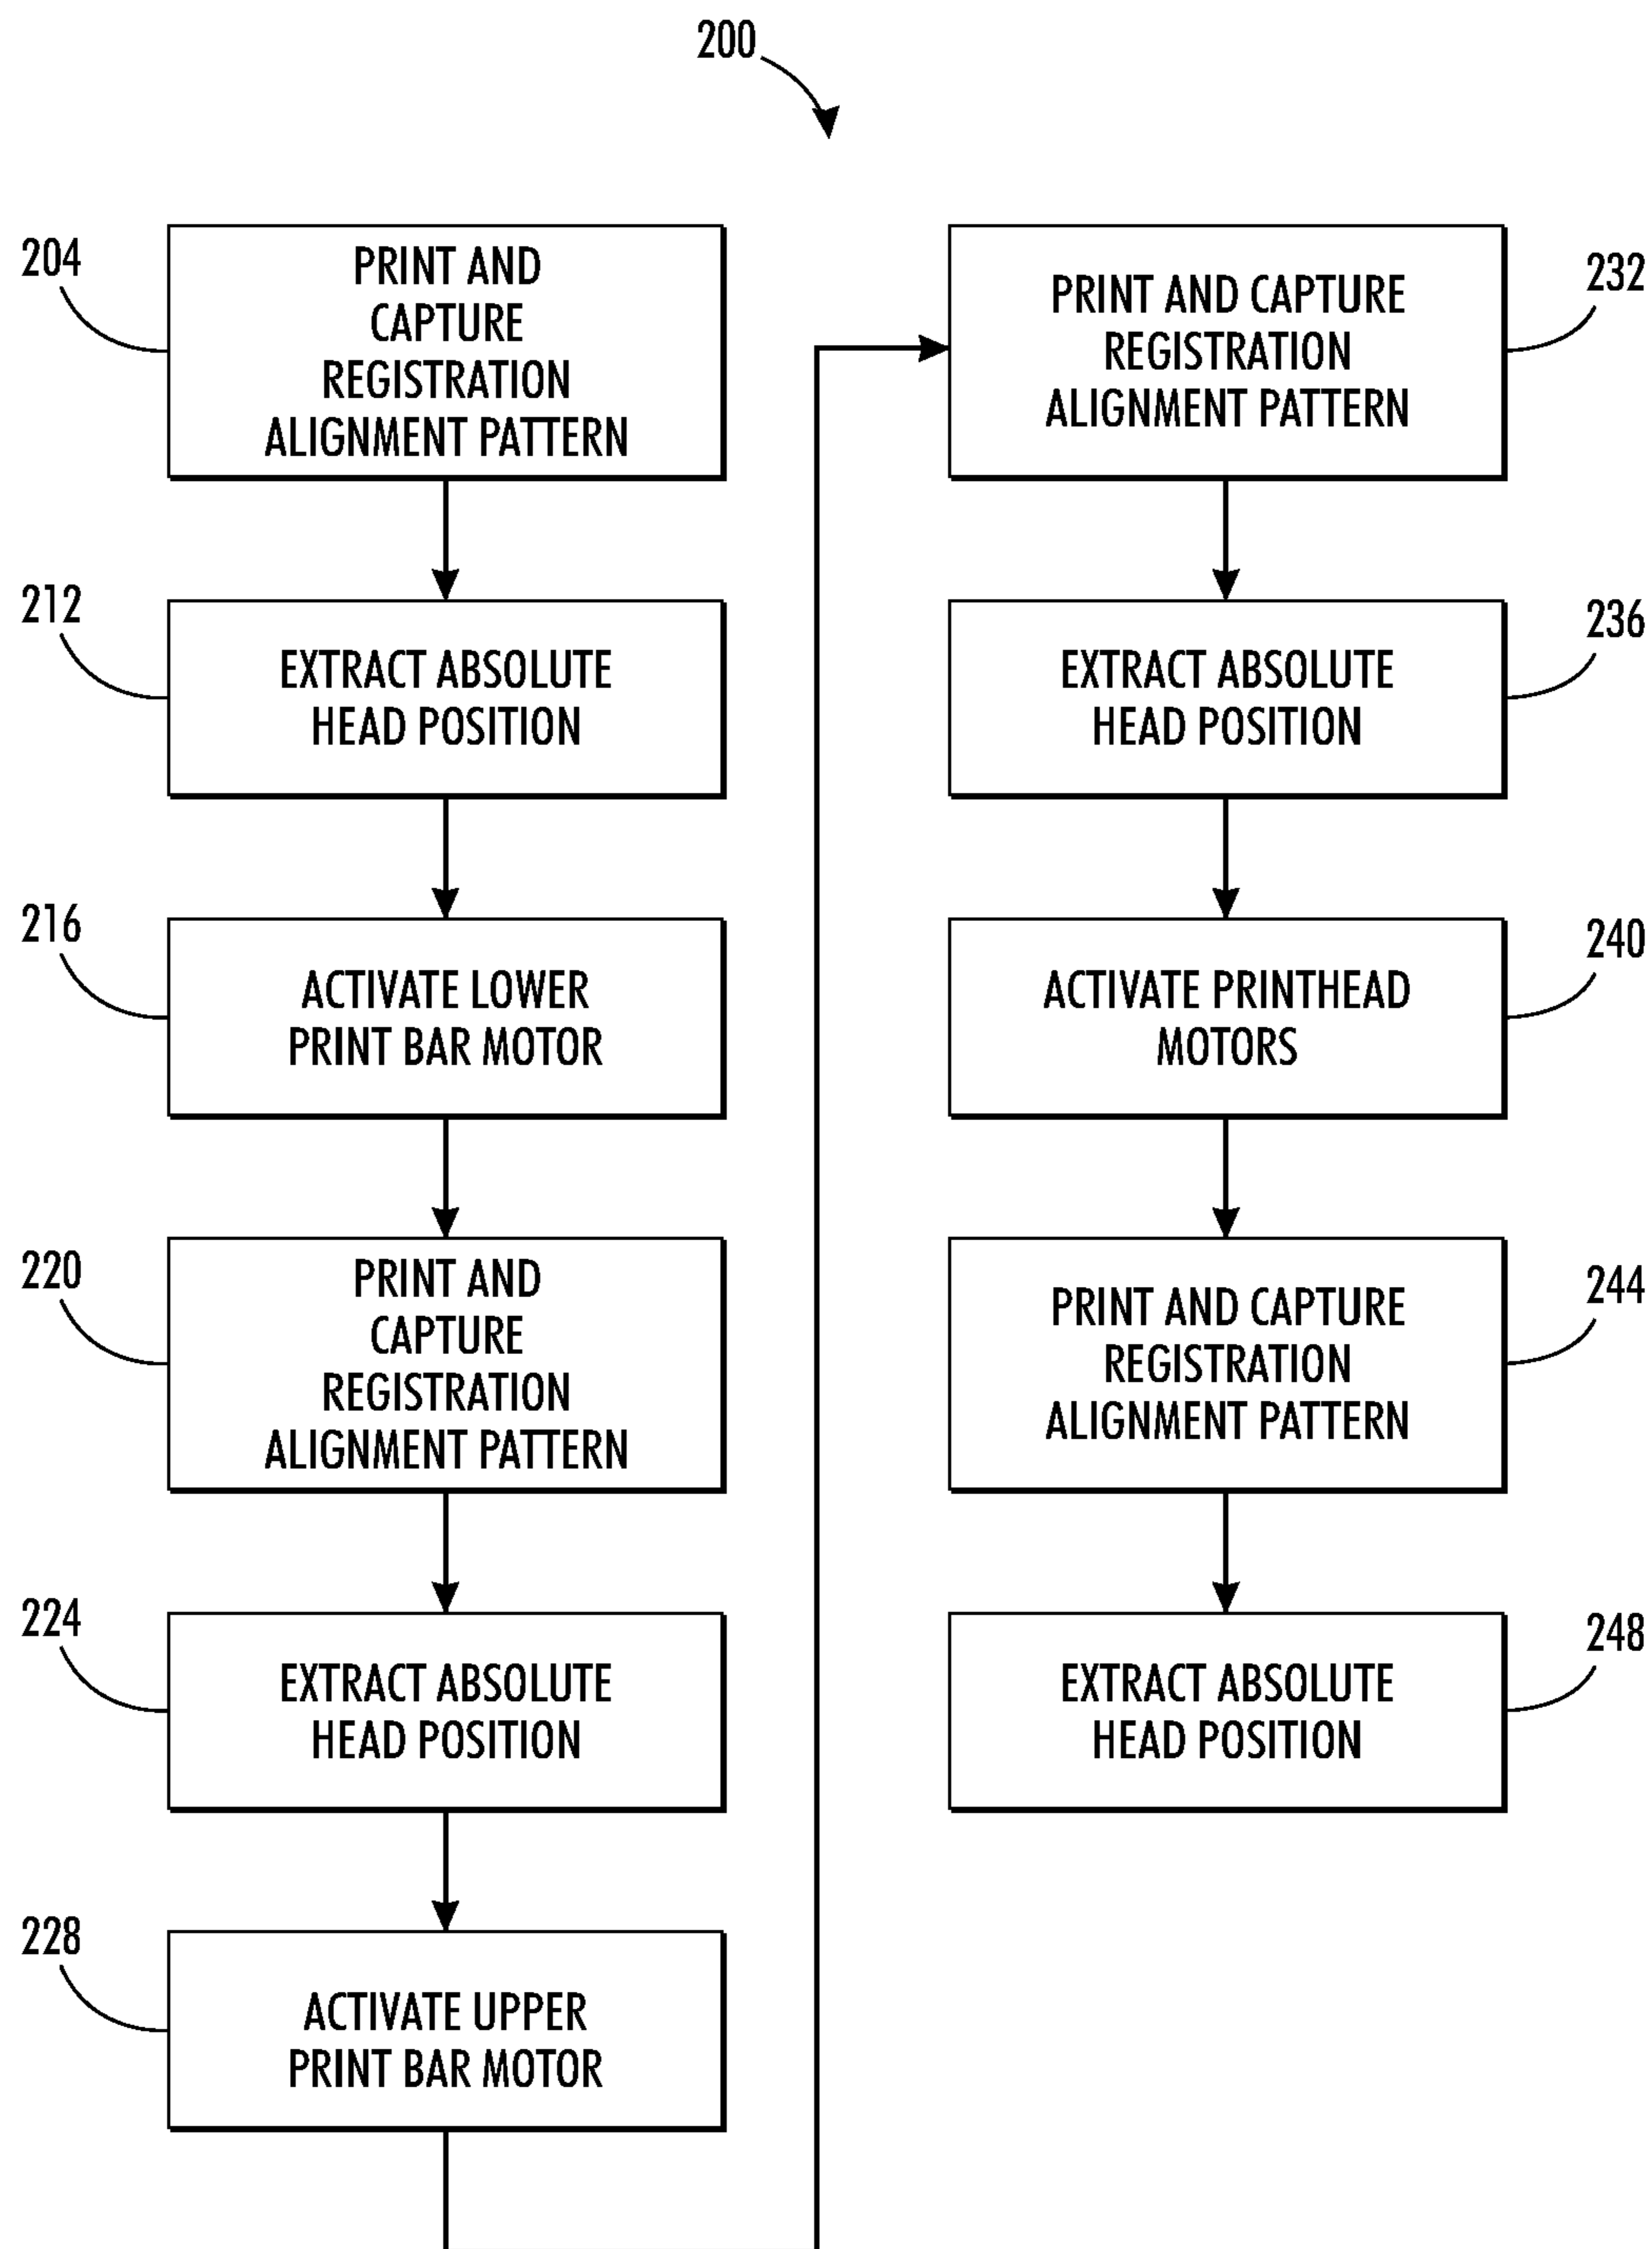 200
204
PRINT AND
CAPTURE
REGISTRATION
ALIGNMENT PATTERN
212
EXTRACT ABSOLUTE
HEAD POSITION
216
ACTIVATE LOWER
PRINT BAR MOTOR
220
PRINT AND
CAPTURE
REGISTRATION
ALIGNMENT PATTERN
224
EXTRACT ABSOLUTE
HEAD POSITION
228
ACTIVATE UPPER
PRINT BAR MOTOR
232
PRINT AND CAPTURE
REGISTRATION
ALIGNMENT PATTERN
236
EXTRACT ABSOLUTE
HEAD POSITION
240
ACTIVATE PRINTHEAD
MOTORS
244
PRINT AND CAPTURE
REGISTRATION
ALIGNMENT PATTERN
248
EXTRACT ABSOLUTE
HEAD POSITION